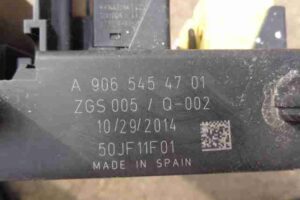 A 906 545 47 01
ZGS 005 / Q-002
10/29/2014
50JF11F01
MADE IN SPAIN